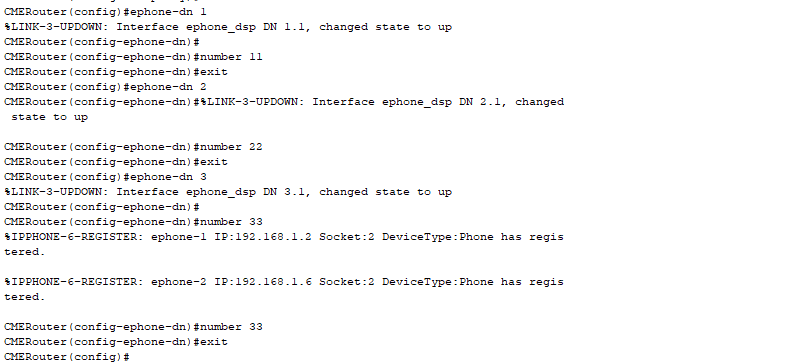 CMERouter(config)#ephone-dn 1
%LINK-3-UPDOWN: Interface ephone_dsp DN 1.1, changed state to up
CMERouter(config-ephone-dn)#
CMERouter(config-ephone-dn)#number 11
CMERouter(config-ephone-dn)#exit
CMERouter(config)#ephone-dn 2
CMERouter(config-ephone-dn)#%LINK-3-UPDOWN: Interface ephone_dsp DN 2.1, changed
 state to up
CMERouter(config-ephone-dn)#number 22
CMERouter(config-ephone-dn)#exit
CMERouter(config)#ephone-dn 3
%LINK-3-UPDOWN: Interface ephone_dsp DN 3.1, changed state to up
CMERouter(config-ephone-dn)#
CMERouter(config-ephone-dn)#number 33
%IPPHONE-6-REGISTER: ephone-1 IP:192.168.1.2 Socket:2 DeviceType:Phone has regis
tered.
%IPPHONE-6-REGISTER: ephone-2 IP:192.168.1.6 Socket:2 DeviceType:Phone has regis
tered.
CMERouter(config-ephone-dn)#number 33
CMERouter(config-ephone-dn)#exit
CMERouter(config)#